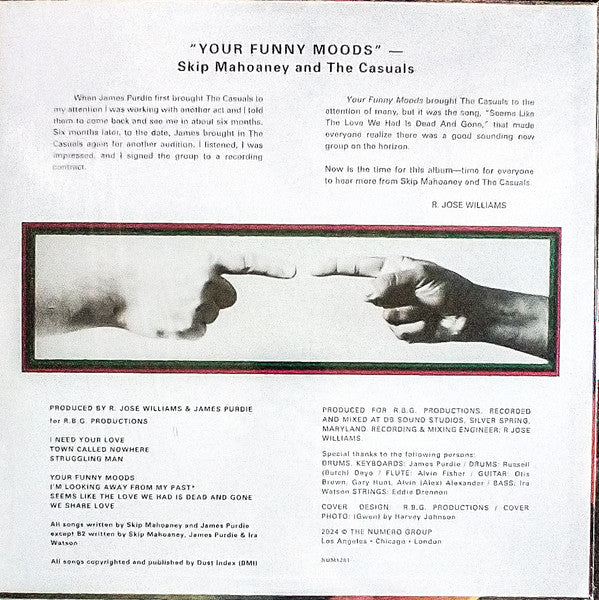 "YOUR FUNNY MOODS" —
Skip Mahoaney and The Casuals
When James Purdie first brought The Casuals to
my attention I was working with another act and I told
them to come back and see me in about six months.
Six months later, to the date, James brought in The
Casuals again for another audition. I listened, I was
impressed, and I signed the group to a recording
contract.
Your Funny Moods brought The Casuals to the
attention of many, but it was the song, "Seems Like
The Love We Had Is Dead And Gone," that made
everyone realize there was a good sounding new
group on the horizon.
Now is the time for this album—time for everyone
to hear more from Skip Mahoaney and The Casuals.
R. JOSE WILLIAMS
PRODUCED BY R. JOSE WILLIAMS & JAMES PURDIE
for R.B.G. PRODUCTIONS
I NEED YOUR LOVE
TOWN CALLED NOWHERE
STRUGGLING MAN
YOUR FUNNY MOODS
I'M LOOKING AWAY FROM MY PAST*
SEEMS LIKE THE LOVE WE HAD IS DEAD AND GONE
WE SHARE LOVE
All songs written by Skip Mahoaney and James Purdie
except B2 written by Skip Mahoaney, James Purdie & Ira
Watson
All songs copyrighted and published by Dust Index (BMI)
PRODUCED FOR R.B.G. PRODUCTIONS. RECORDED
AND MIXED AT DB SOUND STUDIOS, SILVER SPRING,
MARYLAND. RECORDING & MIXING ENGINEER: R JOSE
WILLIAMS.
Special thanks to the following persons:
DRUMS, KEYBOARDS: James Purdie / DRUMS: Russell
(Butch) Deyo / FLUTE: Alvin Fisher / GUITAR: Otis
Brown, Gary Hunt, Alvin (Alex) Alexander / BASS: Ira
Watson STRINGS: Eddie Drennon
COVER DESIGN: R.B.G. PRODUCTIONS / COVER
PHOTO: (Gwen) by Harvey Johnson
2024 © THE NUMERO GROUP
Los Angeles • Chicago • London